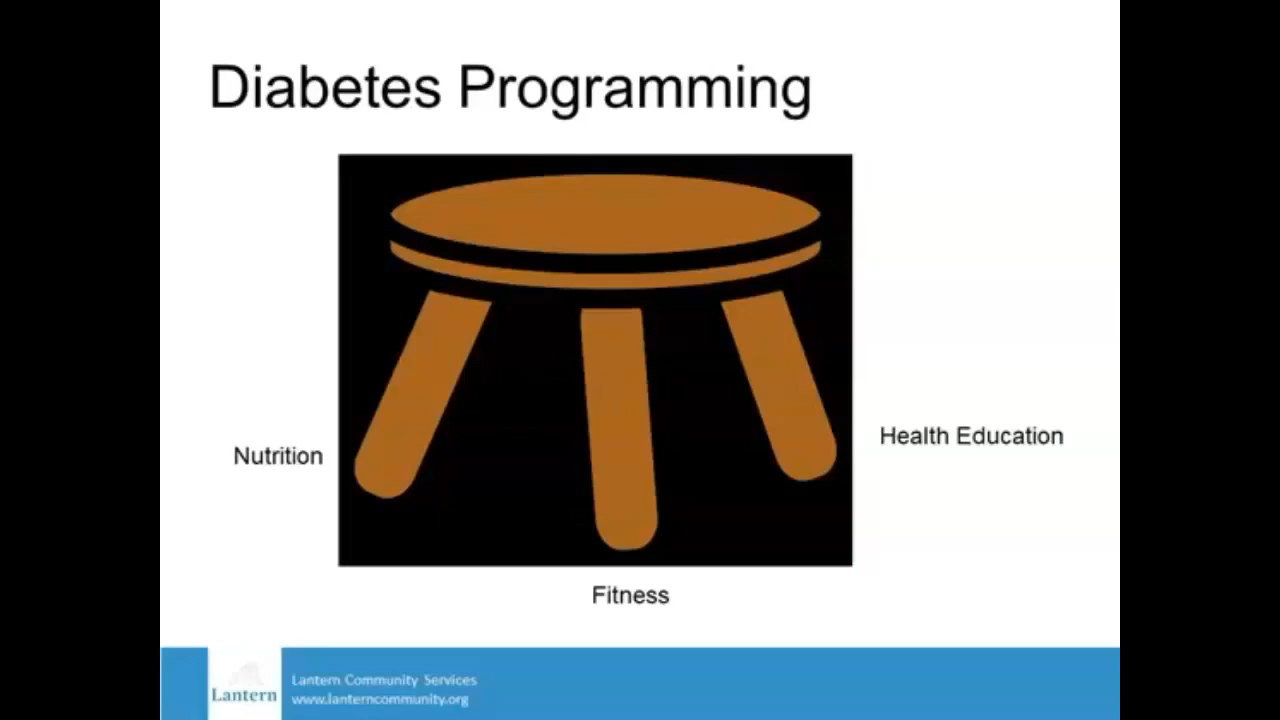 Diabetes Programming
Nutrition
Health Education
Fitness
Lantern
Lantern Community Services
www.lanterncommunity.org